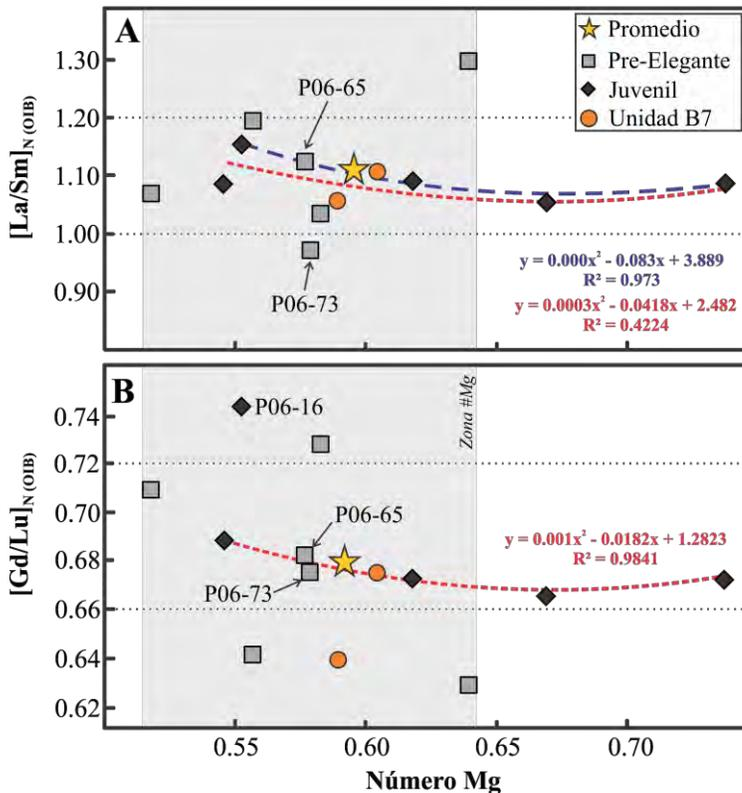 A
Promedio
Pre-Elegante
Juvenil
Unidad B7
[La/Sm]N (OIB)
1.30
1.20
1.10
1.00
0.90
P06-65
P06-73
y = 0.000x² - 0.083x + 3.889
R² = 0.973
y = 0.0003x² - 0.0418x + 2.482
R² = 0.4224
B
[Gd/Lu]N (OIB)
0.74
0.72
0.70
0.68
0.66
0.64
0.62
P06-16
Zona #Mg
P06-65
P06-73
y = 0.001x² - 0.0182x + 1.2823
R² = 0.9841
0.55
0.60
0.65
0.70
Número Mg